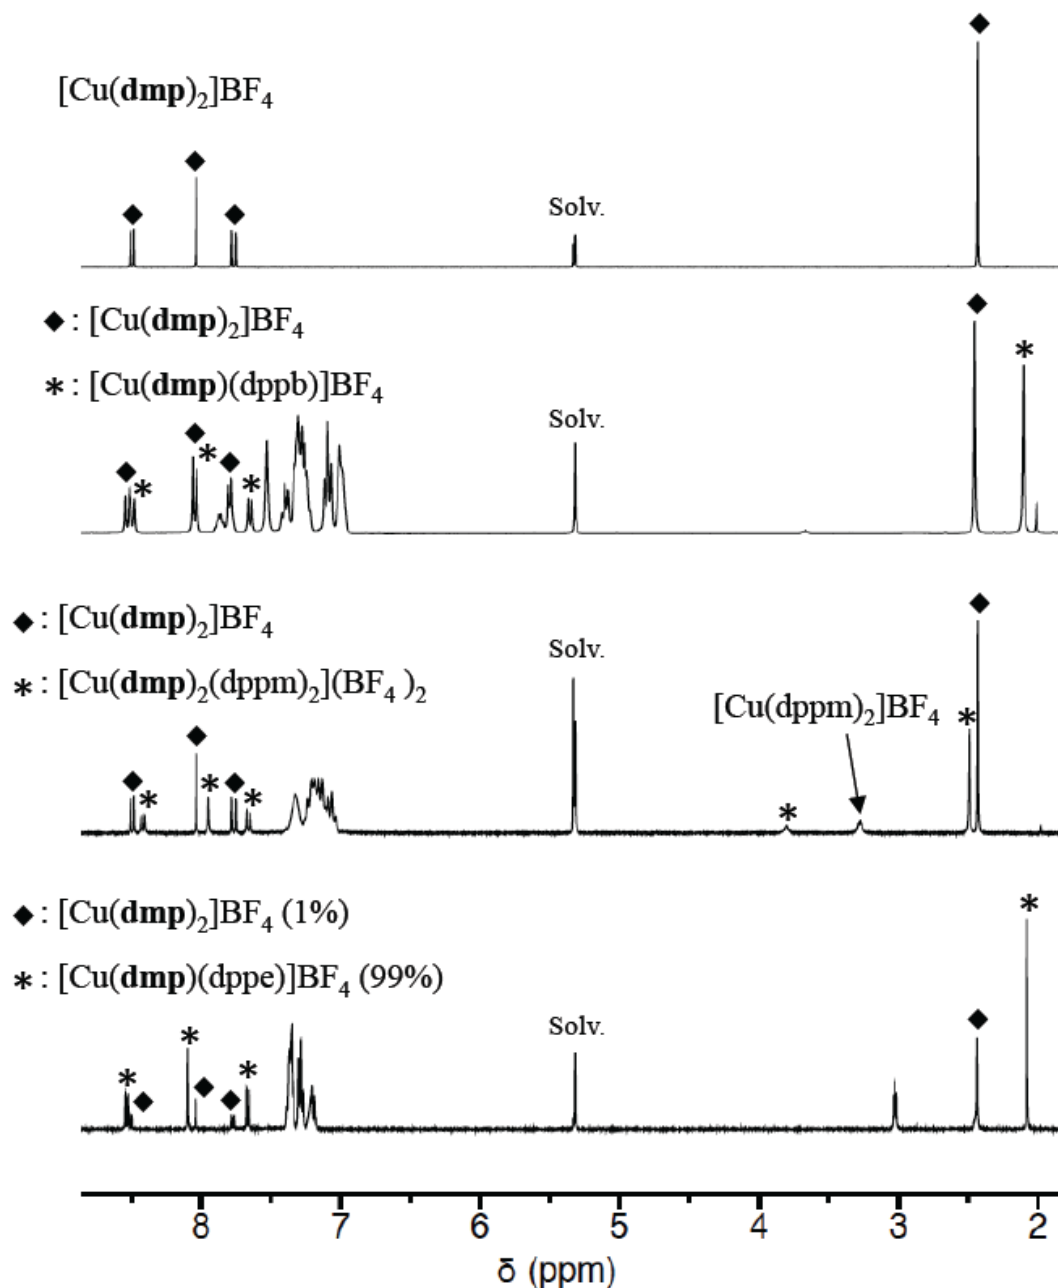 [Cu(dmp)₂]BF₄
Solv.
◆ : [Cu(dmp)₂]BF₄
* : [Cu(dmp)(dppb)]BF₄
Solv.
◆ : [Cu(dmp)₂]BF₄
* : [Cu(dmp)₂(dppm)₂](BF₄ )₂
Solv.
[Cu(dppm)₂]BF₄
◆ : [Cu(dmp)₂]BF₄ (1%)
* : [Cu(dmp)(dppe)]BF₄ (99%)
Solv.
8 7 6 5 4 3 2
δ (ppm)